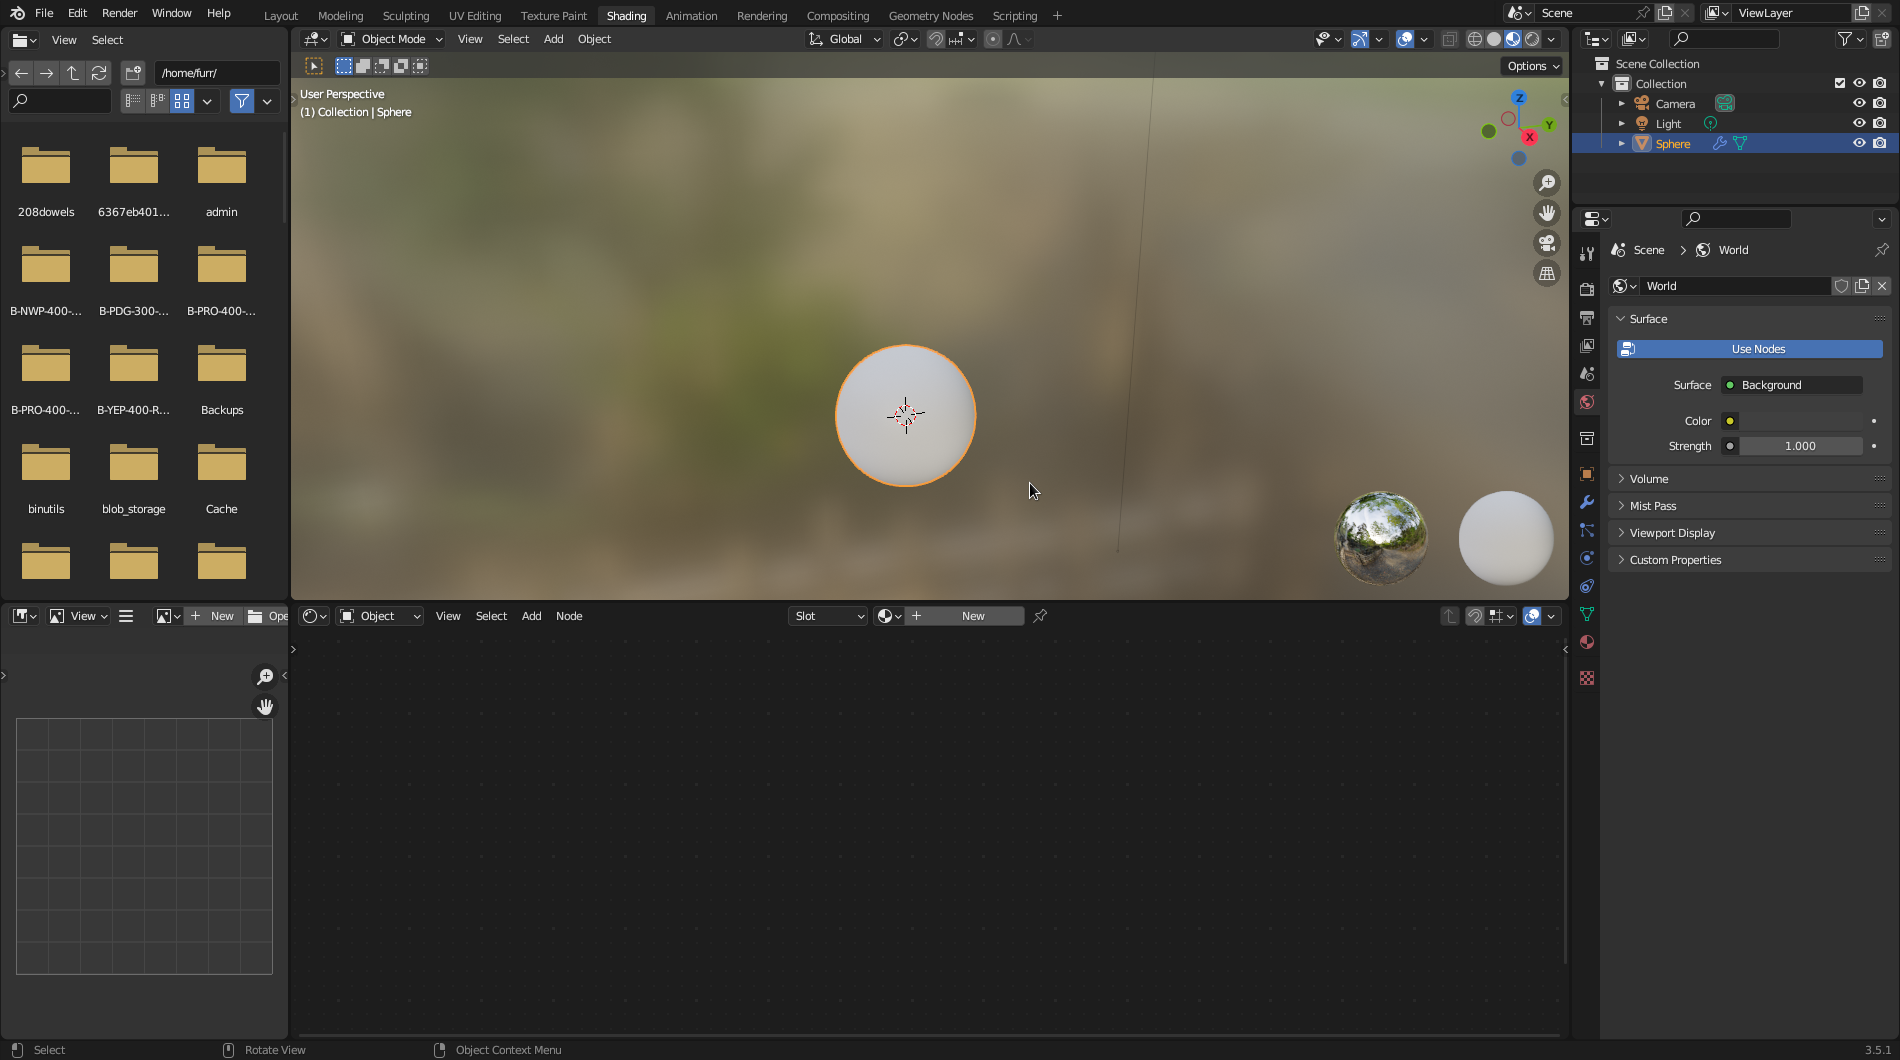 File Edit Render Window Help Layout Modeling Sculpting UV Editing Texture Paint Shading Animation Rendering Compositing Geometry Nodes Scripting + Scene ViewLayer
View Select
Object Mode View Select Add Object Global
/home/furr/
Options
User Perspective
(1) Collection | Sphere
Z
Y
X
208dowels 6367eb401... admin
B-NWP-400-... B-PDG-300-... B-PRO-400-...
B-PRO-400-... B-YEP-400-R... Backups
binutils blob_storage Cache
Scene Collection
Collection
Camera
Light
Sphere
Scene > World
World
Surface
Use Nodes
Surface Background
Color
Strength 1.000
Volume
Mist Pass
Viewport Display
Custom Properties
View + New Ope
Object View Select Add Node Slot + New
Select Rotate View Object Context Menu 3.5.1